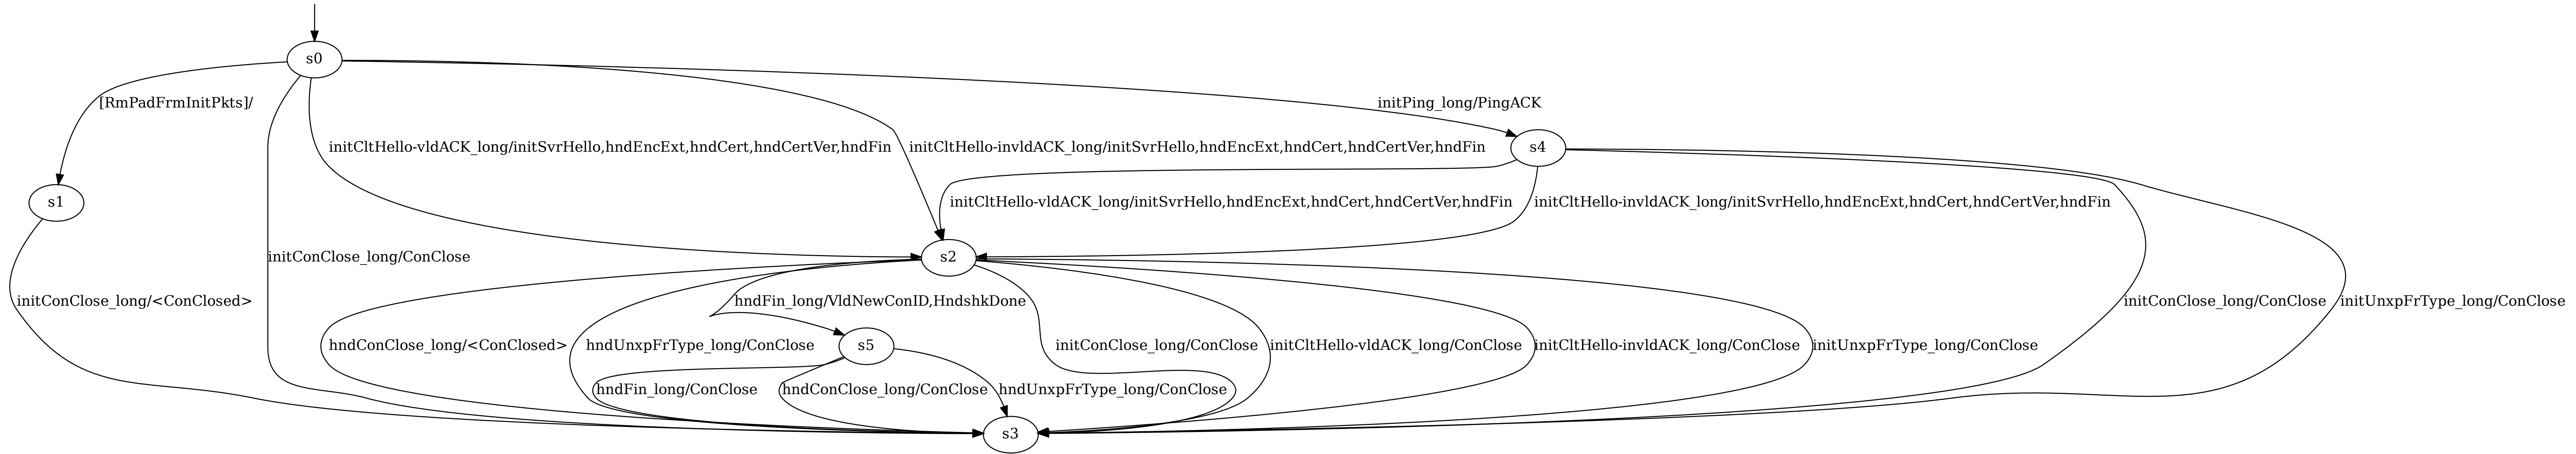 s0
[RmPadFrmInitPkts]/
initPing_long/PingACK
initCltHello-vldACK_long/initSvrHello,hndEncExt,hndCert,hndCertVer,hndFin
initCltHello-invldACK_long/initSvrHello,hndEncExt,hndCert,hndCertVer,hndFin
s4
s1
initCltHello-vldACK_long/initSvrHello,hndEncExt,hndCert,hndCertVer,hndFin
initCltHello-invldACK_long/initSvrHello,hndEncExt,hndCert,hndCertVer,hndFin
initConClose_long/ConClose
s2
initConClose_long/<ConClosed>
hndFin_long/VldNewConID,HndshkDone
initConClose_long/ConClose
initUnxpFrType_long/ConClose
hndConClose_long/<ConClosed>
hndUnxpFrType_long/ConClose
s5
initConClose_long/ConClose
initCltHello-vldACK_long/ConClose
initCltHello-invldACK_long/ConClose
initUnxpFrType_long/ConClose
hndFin_long/ConClose
hndConClose_long/ConClose
hndUnxpFrType_long/ConClose
s3